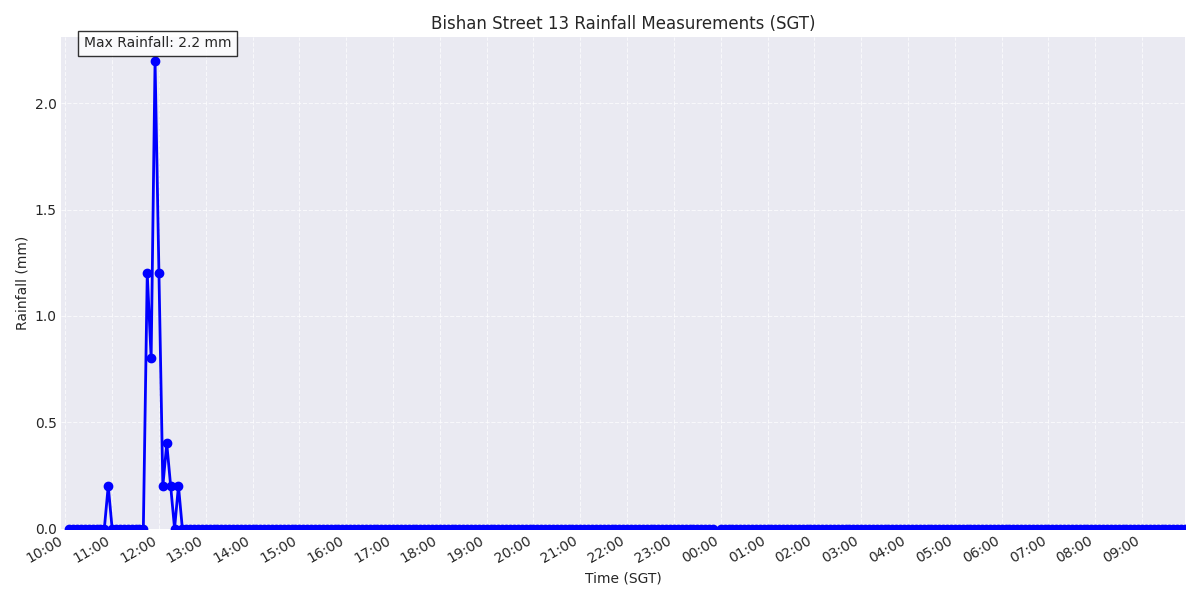 Bishan Street 13 Rainfall Measurements (SGT)
Max Rainfall: 2.2 mm
Rainfall (mm)
2.0
1.5
1.0
0.5
0.0
10:00 11:00 12:00 13:00 14:00 15:00 16:00 17:00 18:00 19:00 20:00 21:00 22:00 23:00 00:00 01:00 02:00 03:00 04:00 05:00 06:00 07:00 08:00 09:00
Time (SGT)